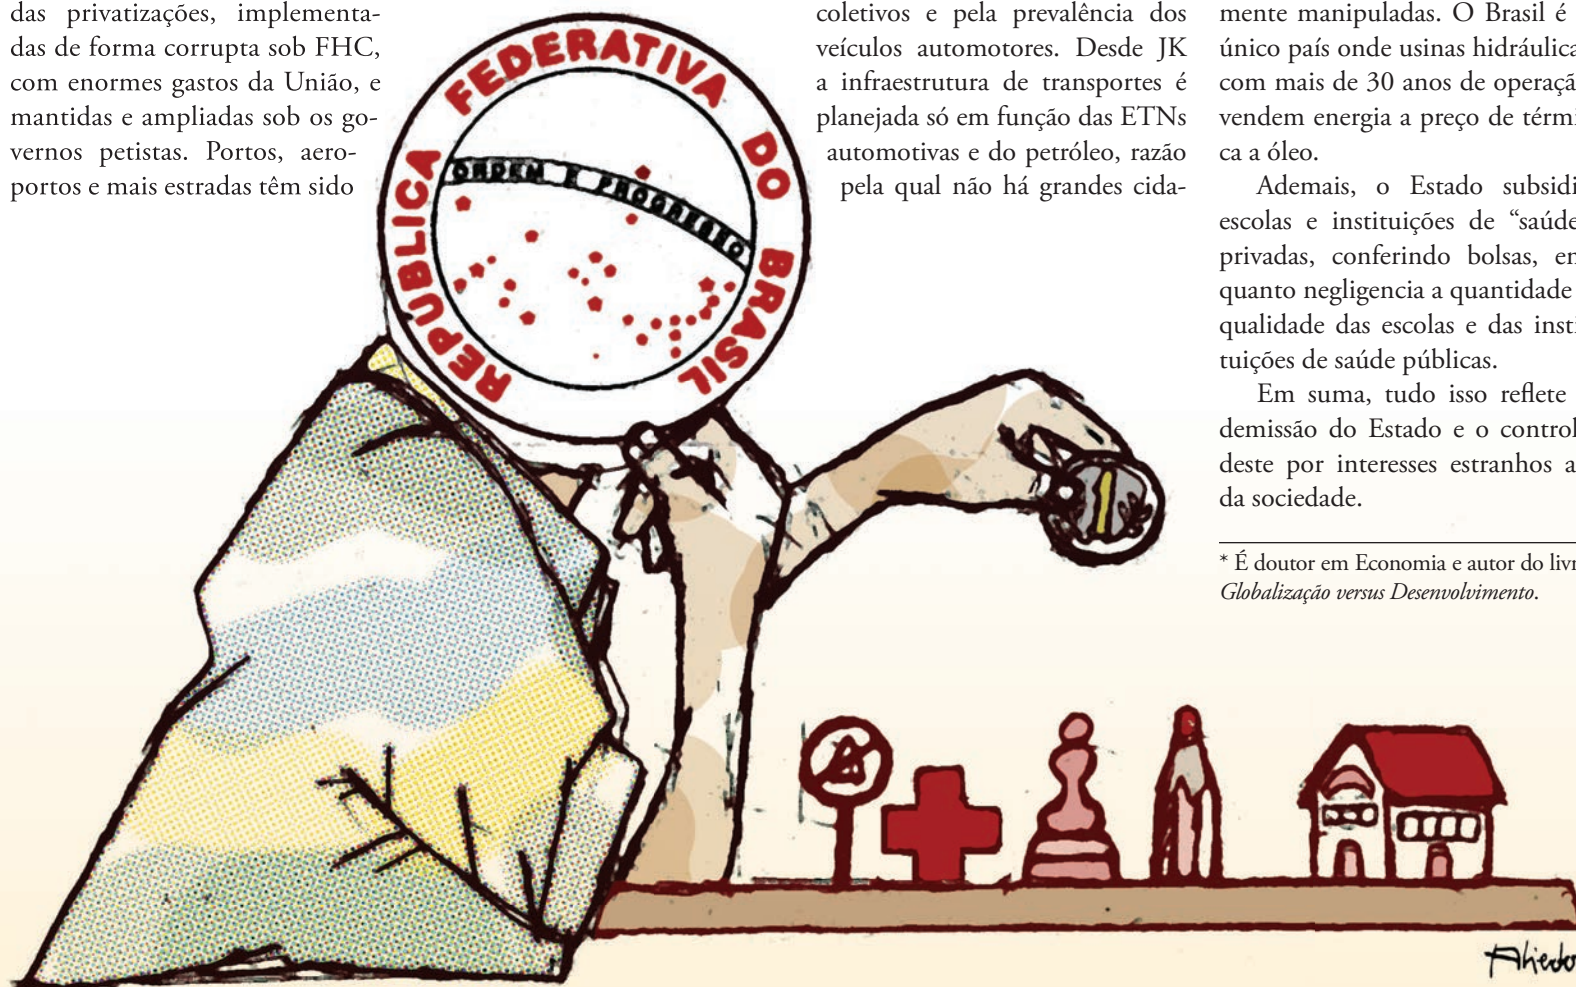 das privatizações, implementa-
das de forma corrupta sob FHC,
com enormes gastos da União, e
mantidas e ampliadas sob os go-
vernos petistas. Portos, aero-
portos e mais estradas têm sido
REPÚBLICA FEDERATIVA DO BRASIL
ORDEM E PROGRESSO
coletivos e pela prevalência dos
veículos automotores. Desde JK
a infraestrutura de transportes é
planejada só em função das ETNs
automotivas e do petróleo, razão
pela qual não há grandes cida-
mente manipuladas. O Brasil é
único país onde usinas hidráulica
com mais de 30 anos de operação
vendem energia a preço de térmi
ca a óleo.
Ademais, o Estado subsidi
escolas e instituições de “saúde
privadas, conferindo bolsas, en
quanto negligencia a quantidade
qualidade das escolas e das insti
tuições de saúde públicas.
Em suma, tudo isso reflete
demissão do Estado e o control
deste por interesses estranhos a
da sociedade.
* É doutor em Economia e autor do livr
Globalização versus Desenvolvimento.
1
A